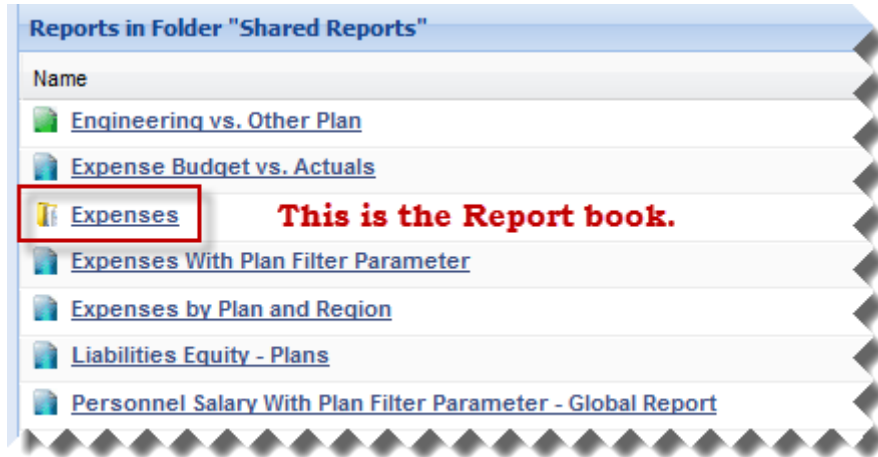 Reports in Folder "Shared Reports"
Name
Engineering vs. Other Plan
Expense Budget vs. Actuals
Expenses This is the Report book.
Expenses With Plan Filter Parameter
Expenses by Plan and Region
Liabilities Equity - Plans
Personnel Salary With Plan Filter Parameter - Global Report